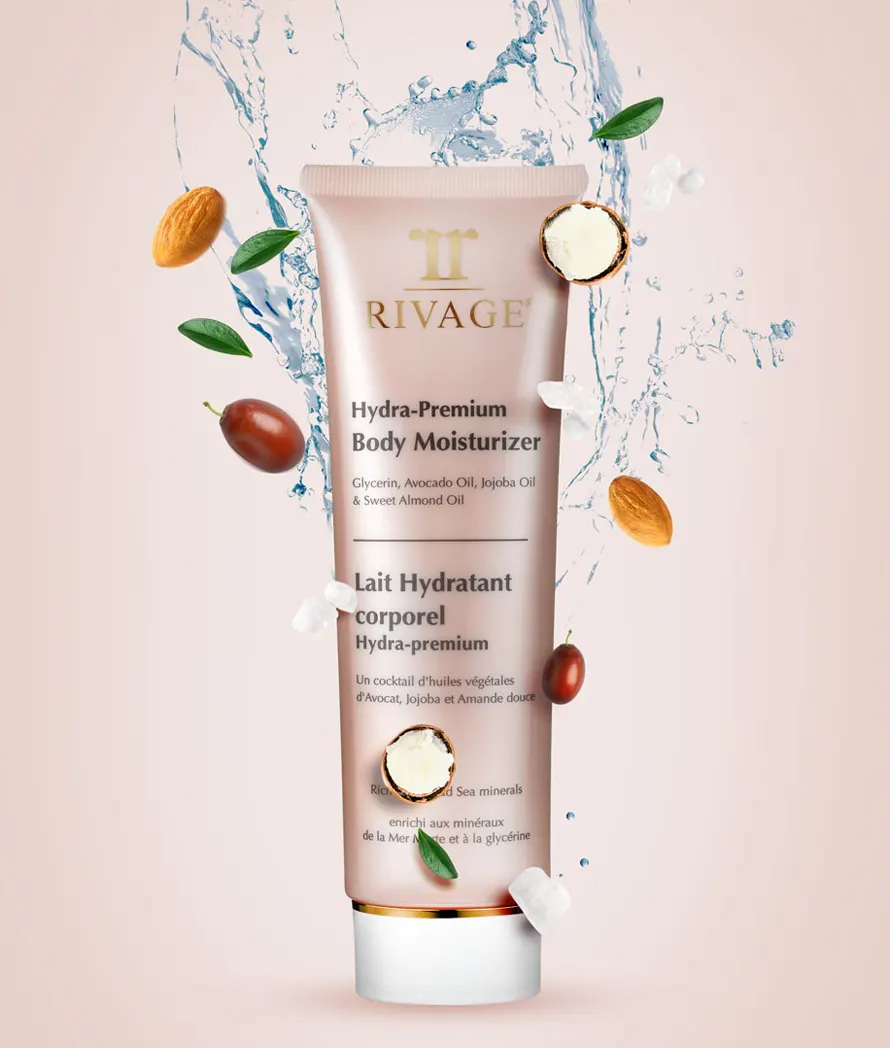 rr
RIVAGE
Hydra-Premium
Body Moisturizer
Glycerin, Avocado Oil, Jojoba Oil
& Sweet Almond Oil
Lait Hydratant
corporel
Hydra-premium
Un cocktail d'huiles végétales
d'Avocat, Jojoba et Amande douce
Sea minerals
enrichi aux minéraux
de la Mer et à la glycérine